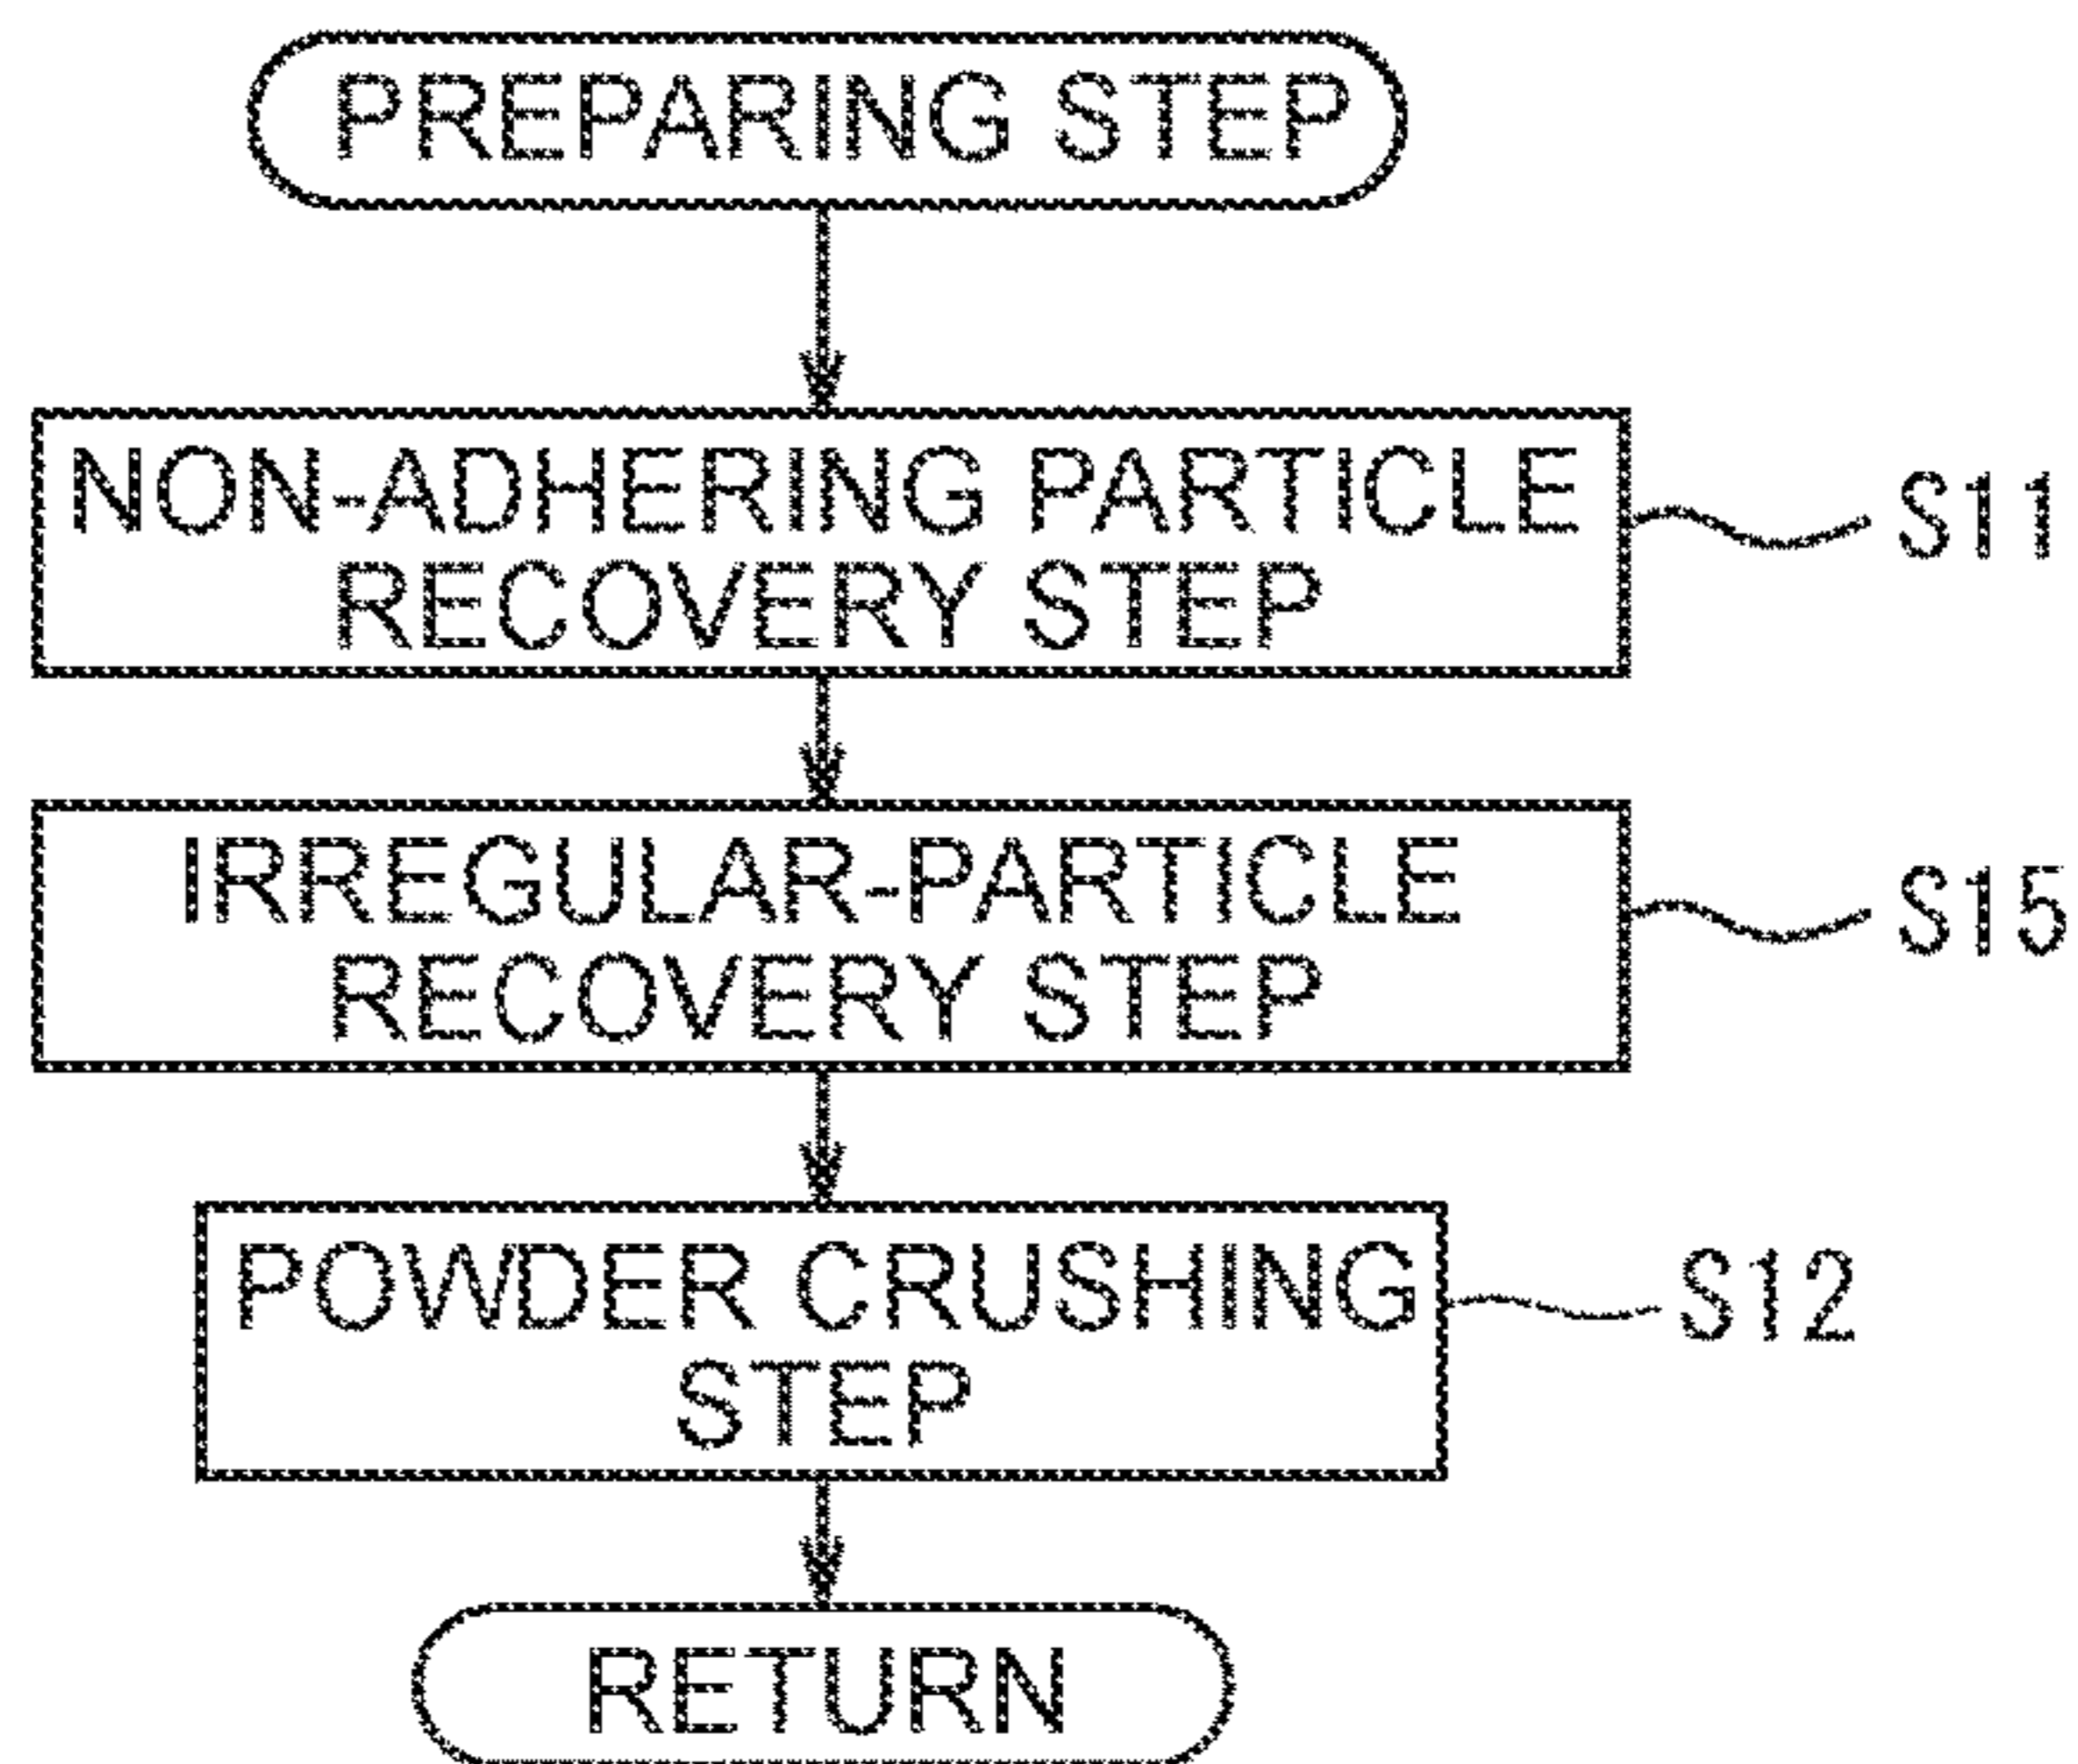 PREPARING STEP
NON-ADHERING PARTICLE
RECOVERY STEP
S11
IRREGULAR-PARTICLE
RECOVERY STEP
S15
POWDER CRUSHING
STEP
S12
RETURN